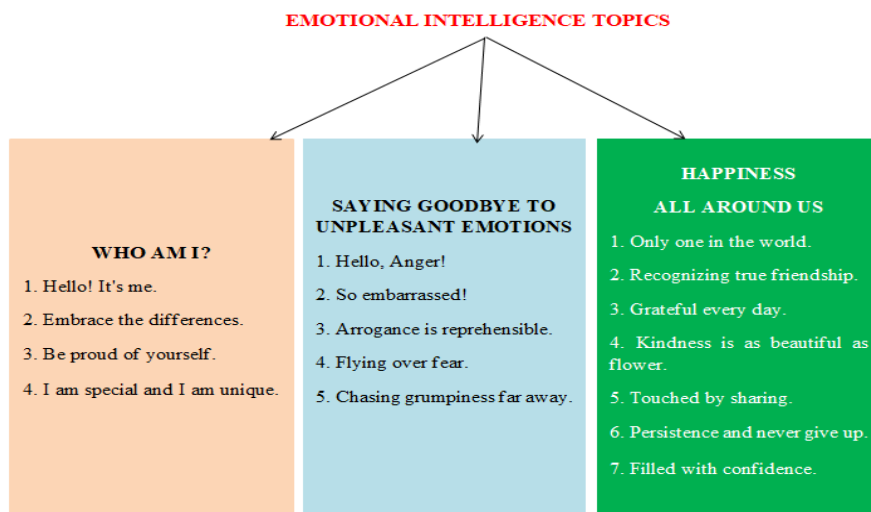 EMOTIONAL INTELLIGENCE TOPICS
WHO AM I?
1. Hello! It's me.
2. Embrace the differences.
3. Be proud of yourself.
4. I am special and I am unique.
SAYING GOODBYE TO
UNPLEASANT EMOTIONS
1. Hello, Anger!
2. So embarrassed!
3. Arrogance is reprehensible.
4. Flying over fear.
5. Chasing grumpiness far away.
HAPPINESS
ALL AROUND US
1. Only one in the world.
2. Recognizing true friendship.
3. Grateful every day.
4. Kindness is as beautiful as
flower.
5. Touched by sharing.
6. Persistence and never give up.
7. Filled with confidence.